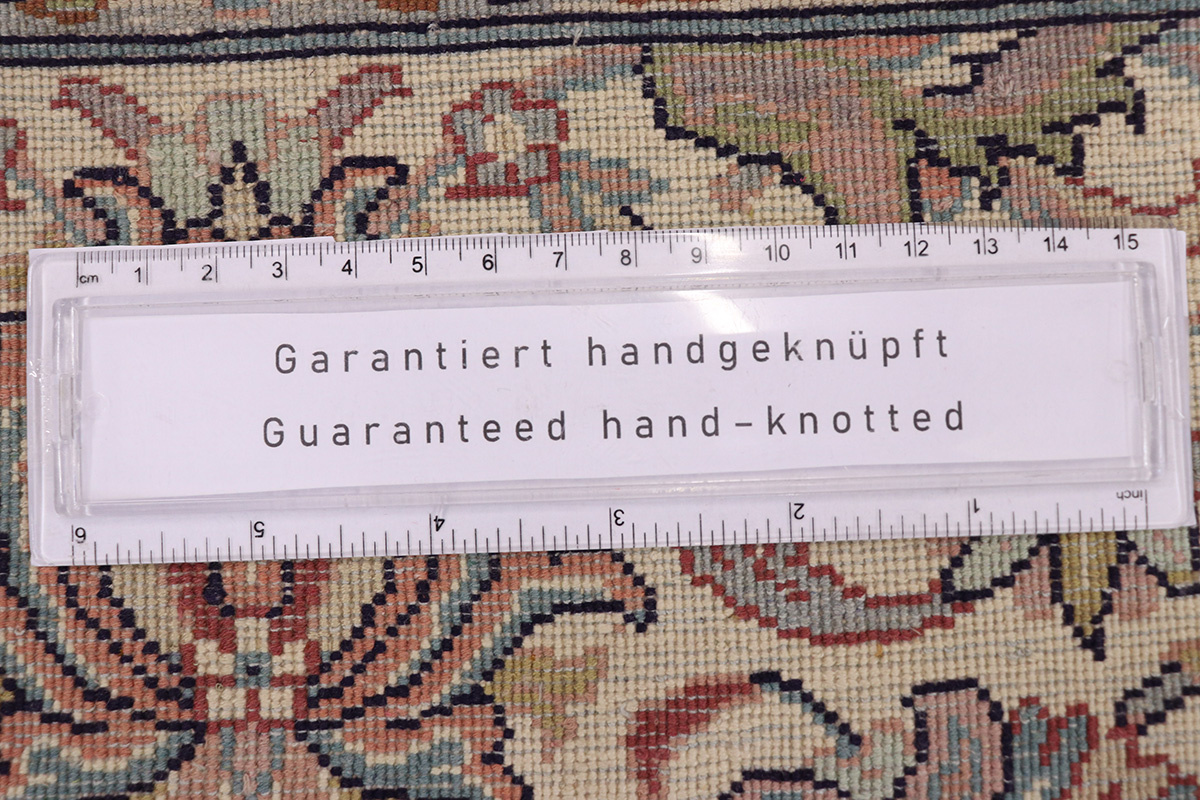 cm 1 2 3 4 5 6 7 8 9 10 11 12 13 14 15
Garantiert handgeknüpft
Guaranteed hand-knotted
6 5 4 3 2 1 inch